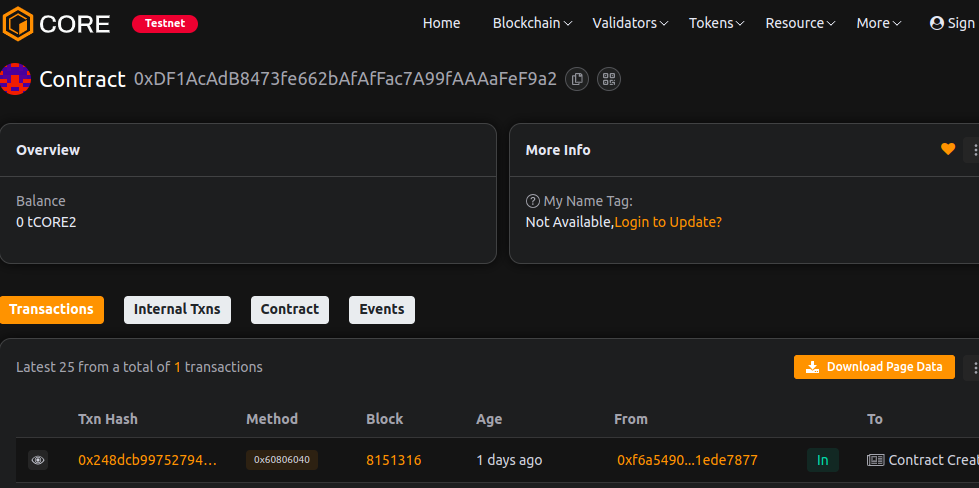 CORE Testnet Home Blockchain Validators Tokens Resource More Sign
Contract 0xDF1AcAdB8473fe662bAfAfFac7A99fAAAaFeF9a2
Overview
More Info
Balance
0 tCORE2
My Name Tag:
Not Available,Login to Update?
Transactions Internal Txns Contract Events
Latest 25 from a total of 1 transactions
Download Page Data
Txn Hash Method Block Age From To
0x248dcb99752794... 0x60806040 8151316 1 days ago 0xf6a5490...1ede7877 In Contract Crea